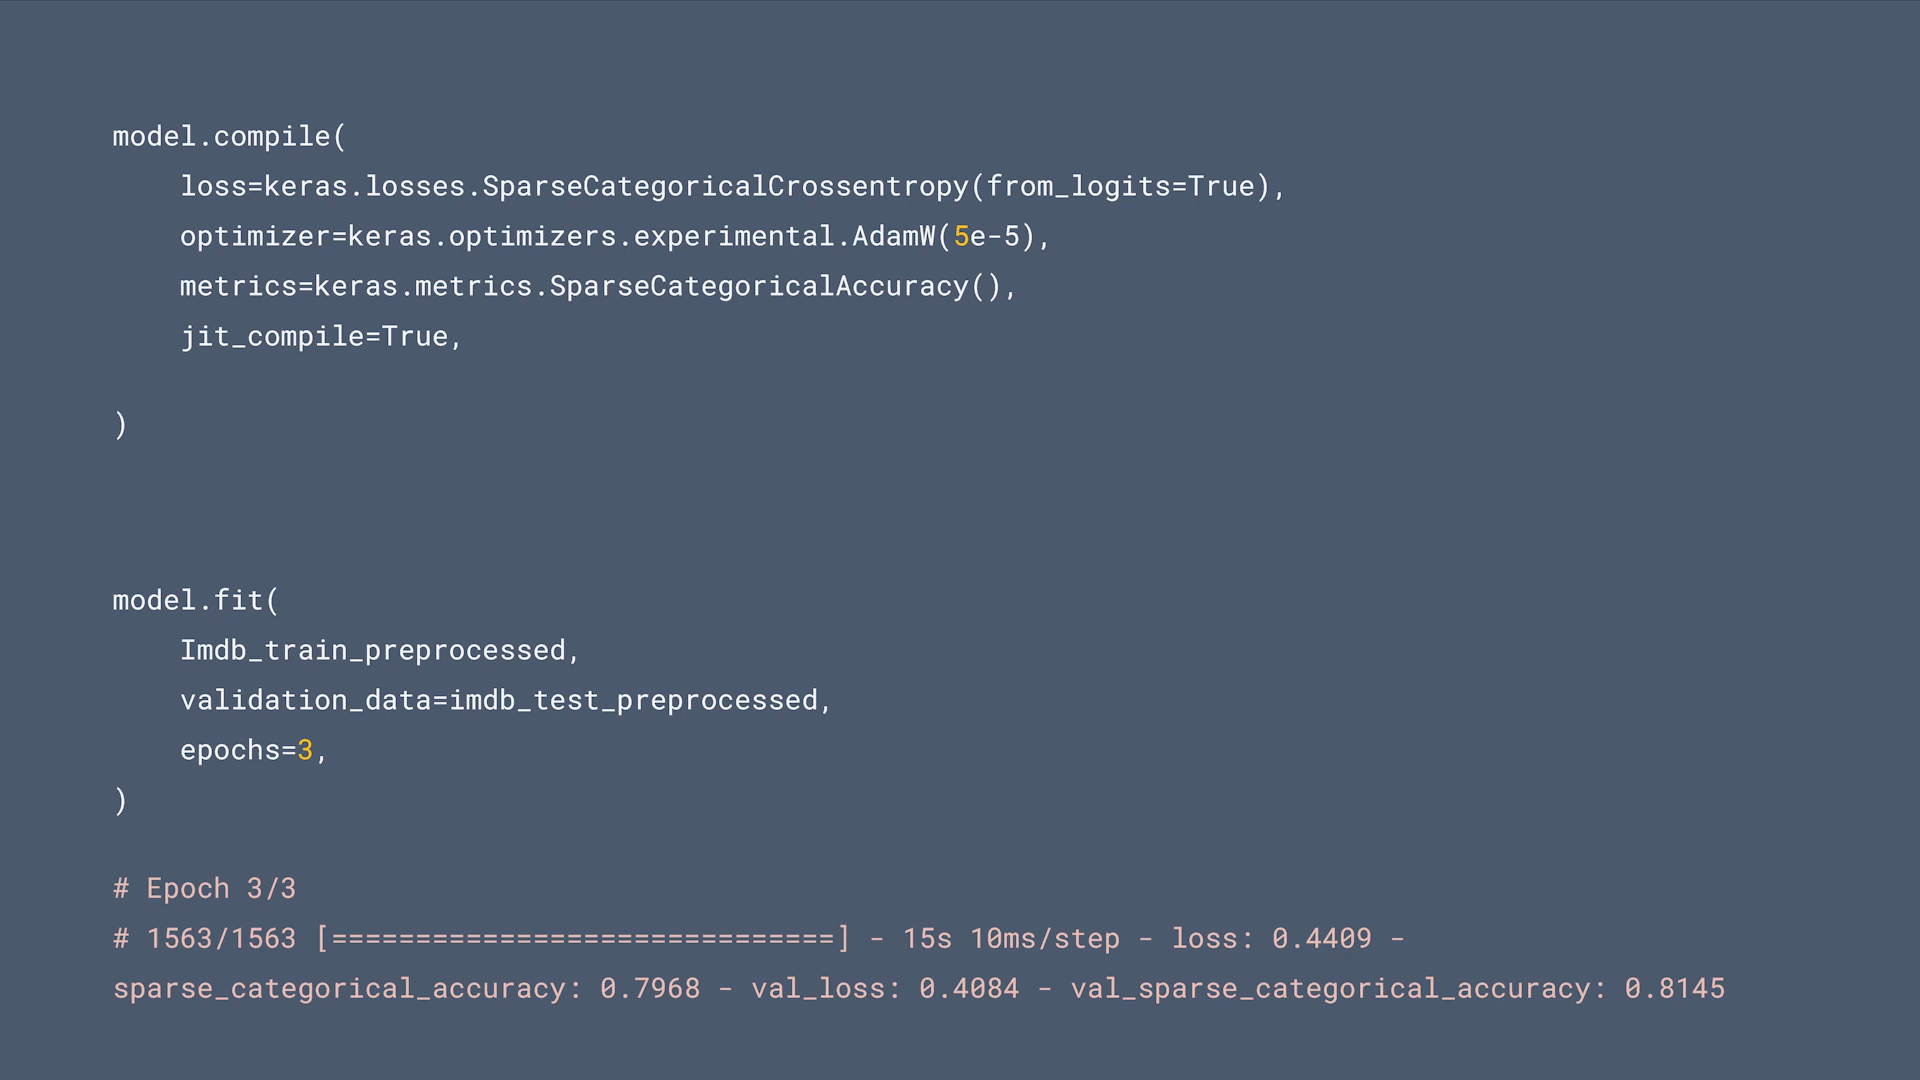 model.compile(
    loss=keras.losses.SparseCategoricalCrossentropy(from_logits=True),
    optimizer=keras.optimizers.experimental.AdamW(5e-5),
    metrics=keras.metrics.SparseCategoricalAccuracy(),
    jit_compile=True,
)
model.fit(
    Imdb_train_preprocessed,
    validation_data=imdb_test_preprocessed,
    epochs=3,
)
# Epoch 3/3
# 1563/1563 [==============================] - 15s 10ms/step - loss: 0.4409 -
sparse_categorical_accuracy: 0.7968 - val_loss: 0.4084 - val_sparse_categorical_accuracy: 0.8145